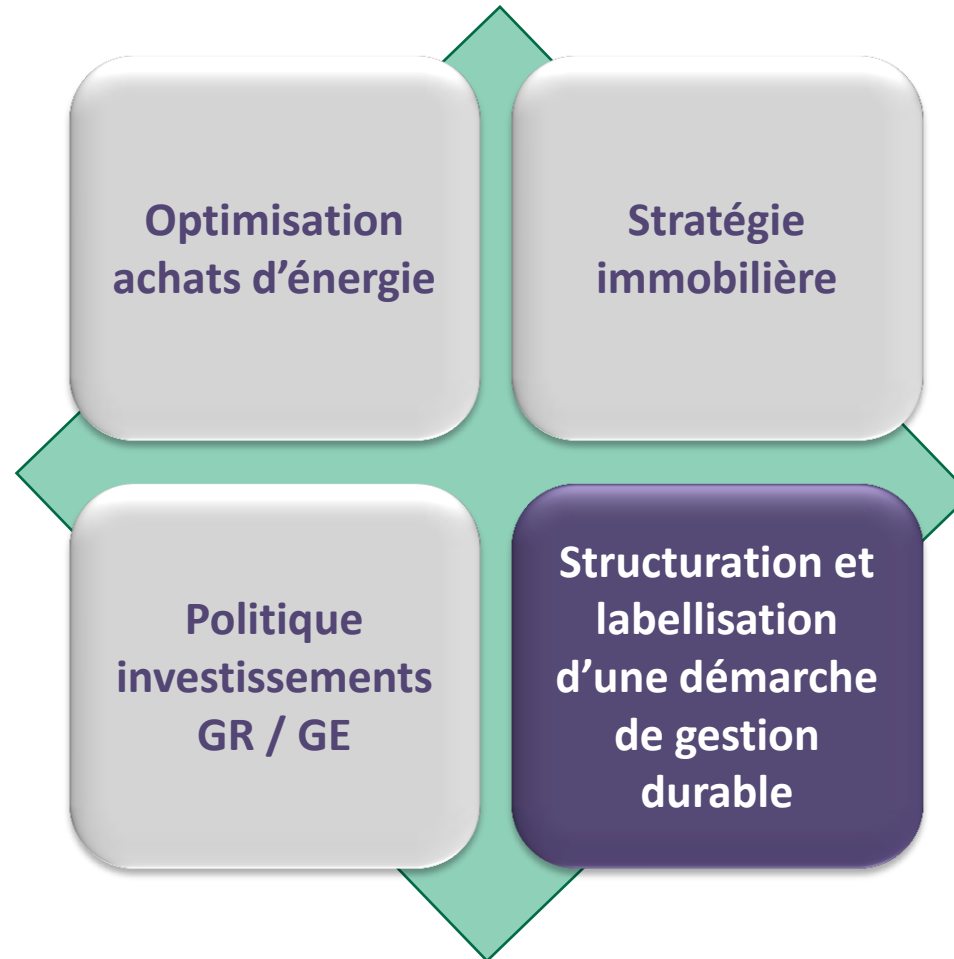 Optimisation
achats d’énergie
Stratégie
immobilière
Politique
investissements
GR / GE
Structuration et
labellisation
d’une démarche
de gestion
durable